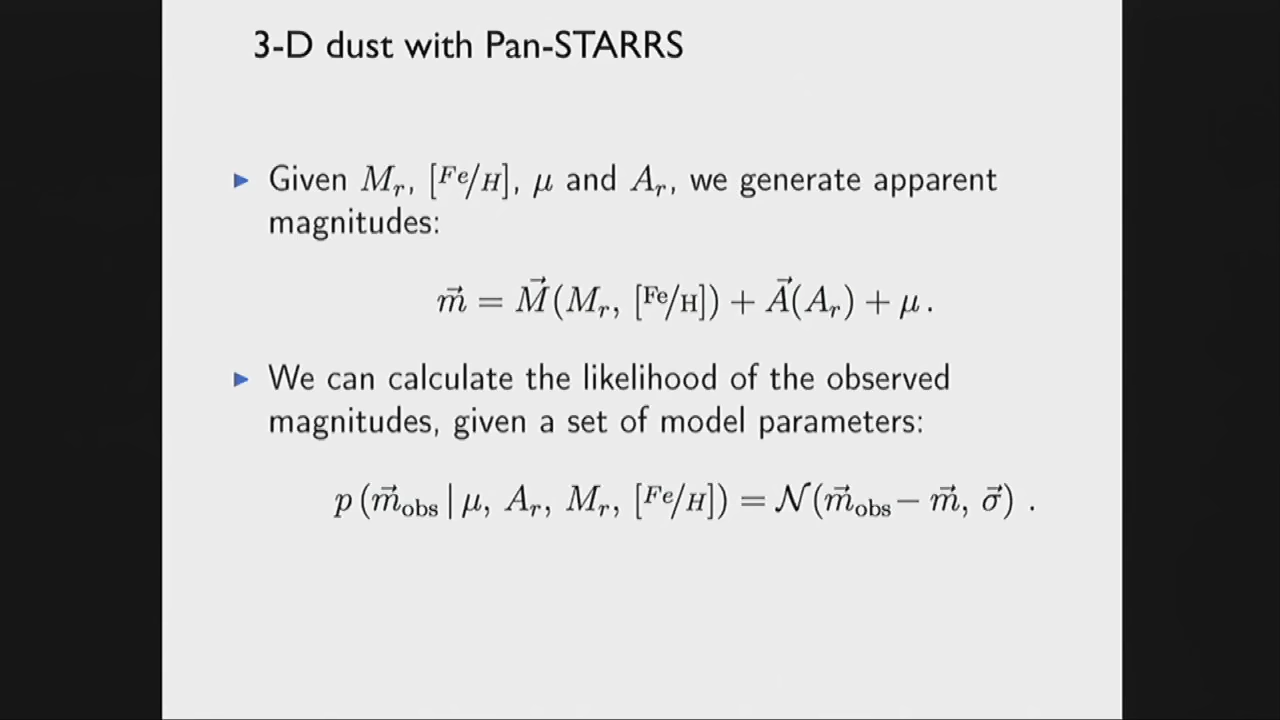 3-D dust with Pan-STARRS
▶ Given M_r, [Fe/H], μ and A_r, we generate apparent
magnitudes:
m⃗ = M⃗(M_r, [Fe/H]) + A⃗(A_r) + μ .
▶ We can calculate the likelihood of the observed
magnitudes, given a set of model parameters:
p (m⃗_obs | μ, A_r, M_r, [Fe/H]) = 𝒩(m⃗_obs − m⃗, σ⃗) .